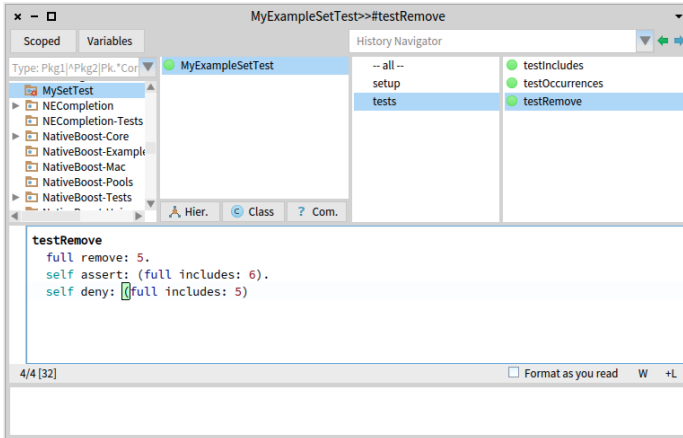 MyExampleSetTest>>#testRemove
Scoped
Variables
History Navigator
Type: Pkg1|^Pkg2|Pk.*Cor
MySetTest
NECompletion
NECompletion-Tests
NativeBoost-Core
NativeBoost-Example
NativeBoost-Mac
NativeBoost-Pools
NativeBoost-Tests
MyExampleSetTest
Hier.
Class
? Com.
-- all --
setup
tests
testIncludes
testOccurrences
testRemove
testRemove
full remove: 5.
self assert: (full includes: 6).
self deny: (full includes: 5)
4/4 [32]
Format as you read
W
+L